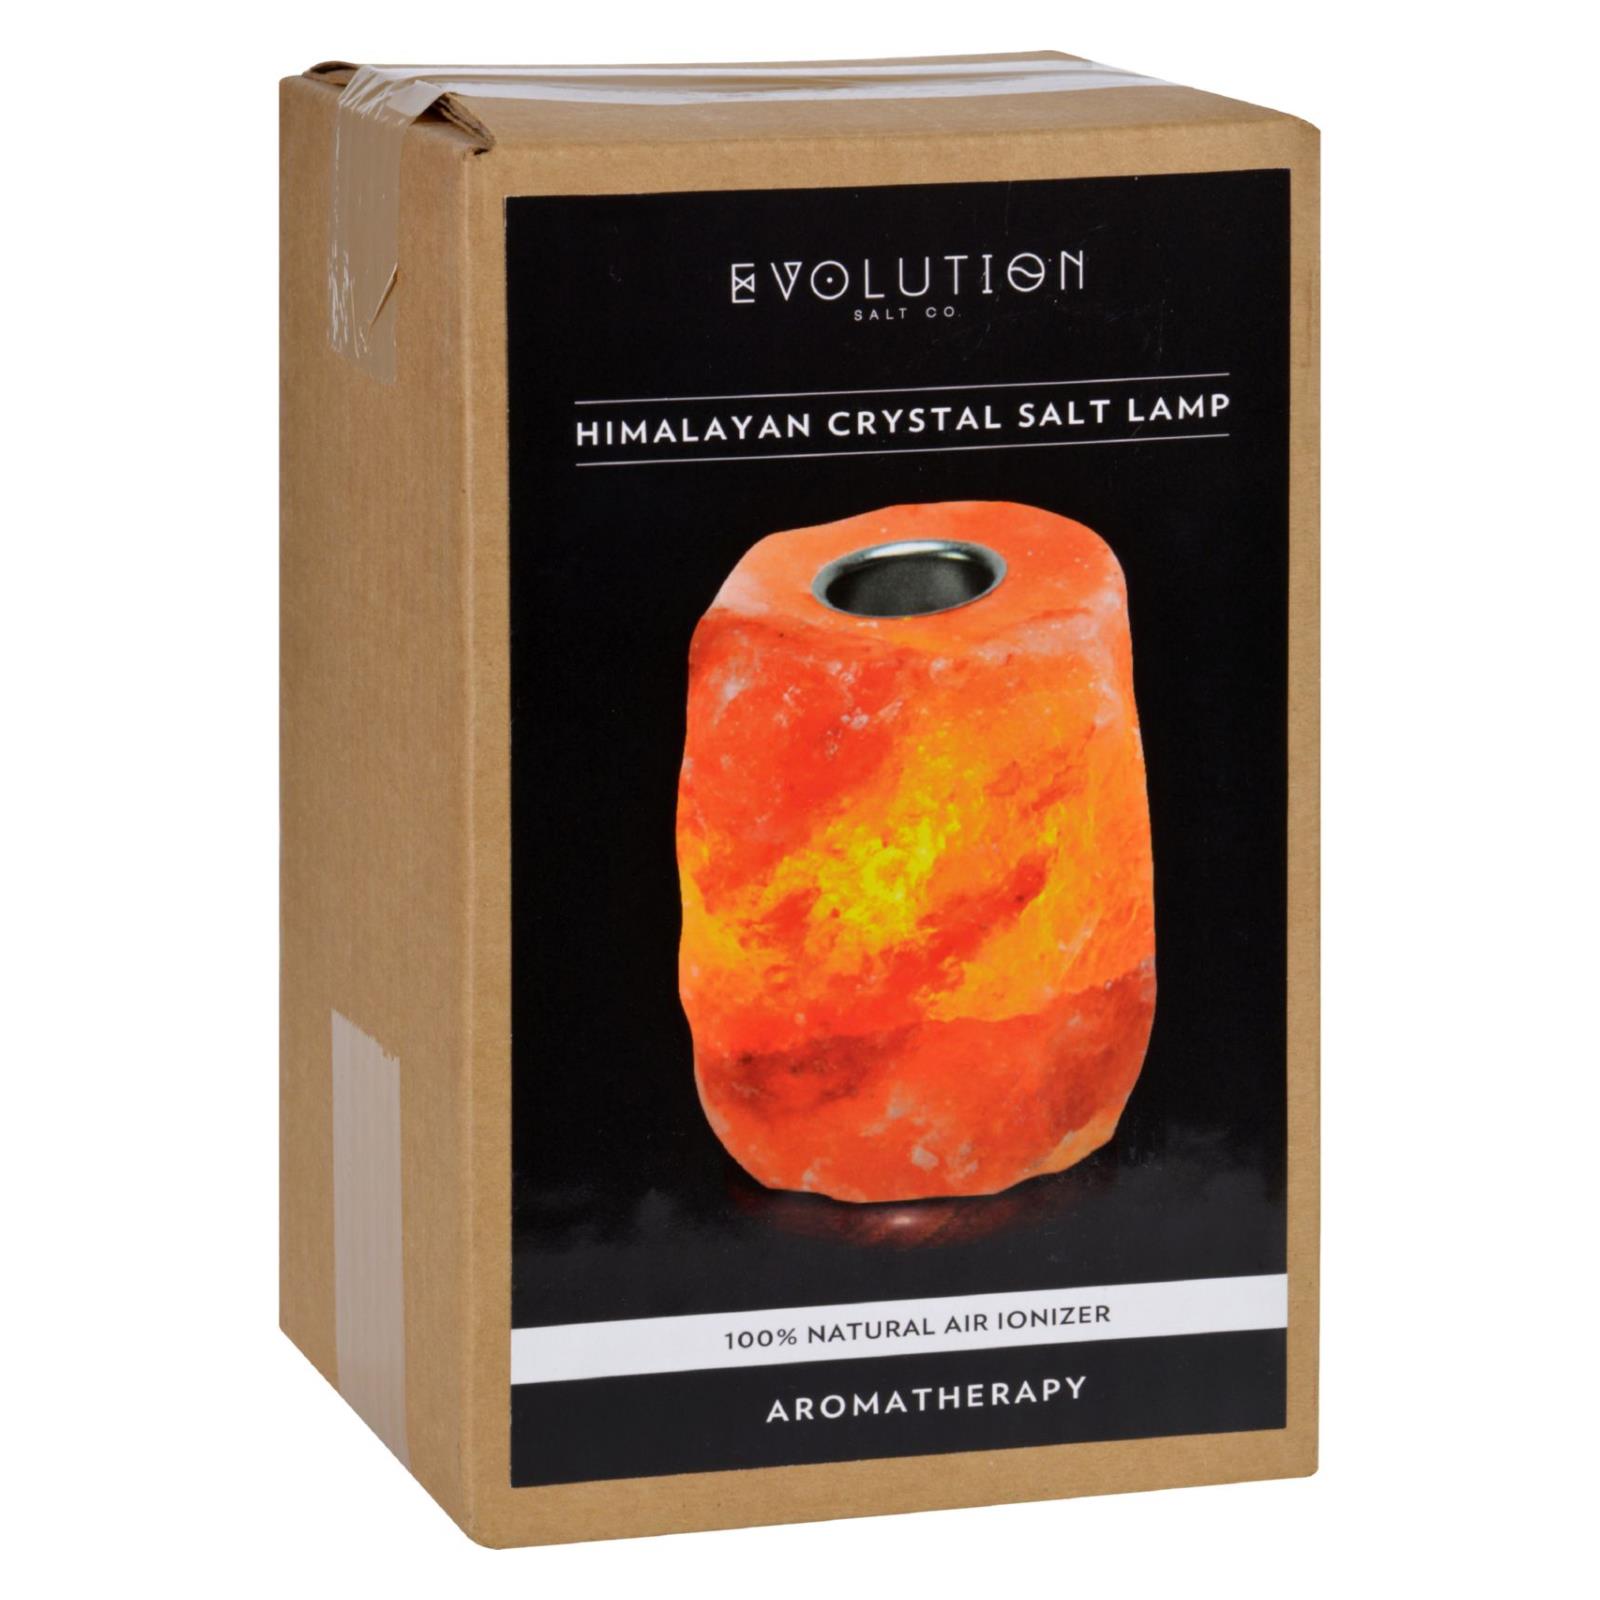 EVOLUTION
SALT CO.
HIMALAYAN CRYSTAL SALT LAMP
100% NATURAL AIR IONIZER
AROMATHERAPY